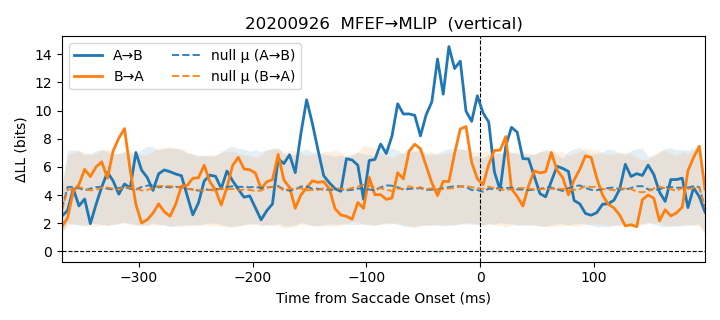 20200926  MFEF→MLIP  (vertical)
ΔLL (bits)
14
12
10
8
6
4
2
0
A→B
B→A
null μ (A→B)
null μ (B→A)
−300
−200
−100
0
100
Time from Saccade Onset (ms)